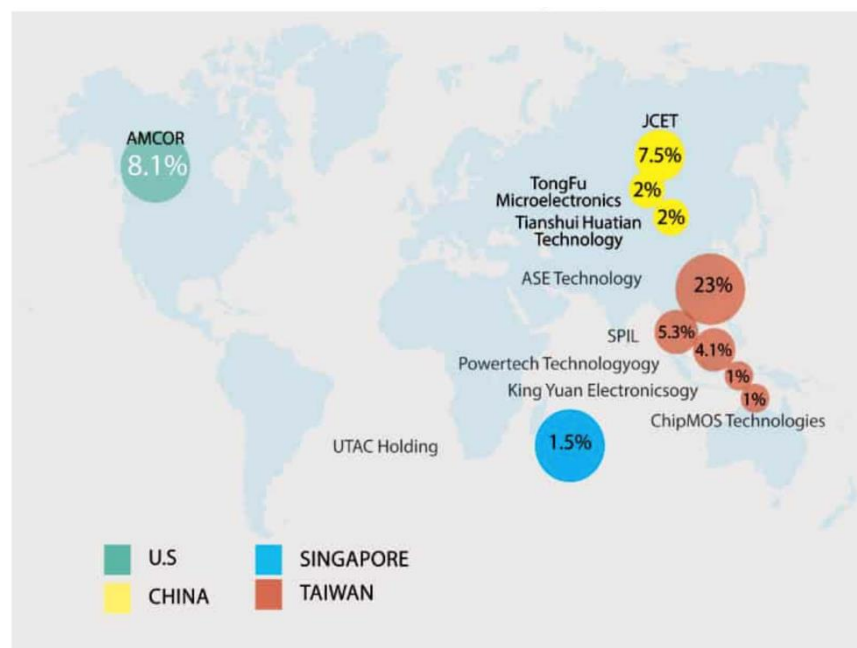 AMCOR
8.1%
JCET
7.5%
TongFu
Microelectronics
2%
Tianshui Huatian
Technology
2%
ASE Technology
23%
SPIL
5.3%
4.1%
Powertech Technologyogy
1%
King Yuan Electronicsogy
1%
ChipMOS Technologies
UTAC Holding
1.5%
U.S
SINGAPORE
CHINA
TAIWAN